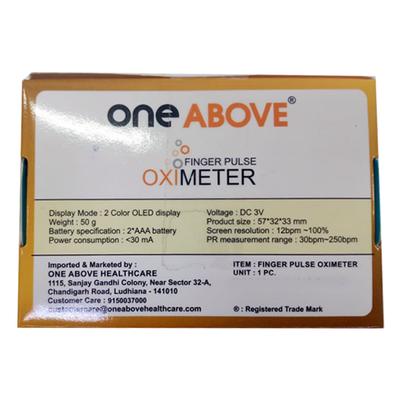 one ABOVE®
FINGER PULSE
OXIMETER
Display Mode : 2 Color OLED display
Weight : 50 g
Battery specification : 2*AAA battery
Power consumption : <30 mA
Voltage : DC 3V
Product size : 57*32*33 mm
Screen resolution : 12bpm ~100%
PR measurement range : 30bpm~250bpm
Imported & Marketed by :
ONE ABOVE HEALTHCARE
1115, Sanjay Gandhi Colony, Near Sector 32-A,
Chandigarh Road, Ludhiana - 141010
Customer Care : 9150037000
customercare@oneabovehealthcare.com
ITEM : FINGER PULSE OXIMETER
UNIT : 1 PC.
® : Registered Trade Mark